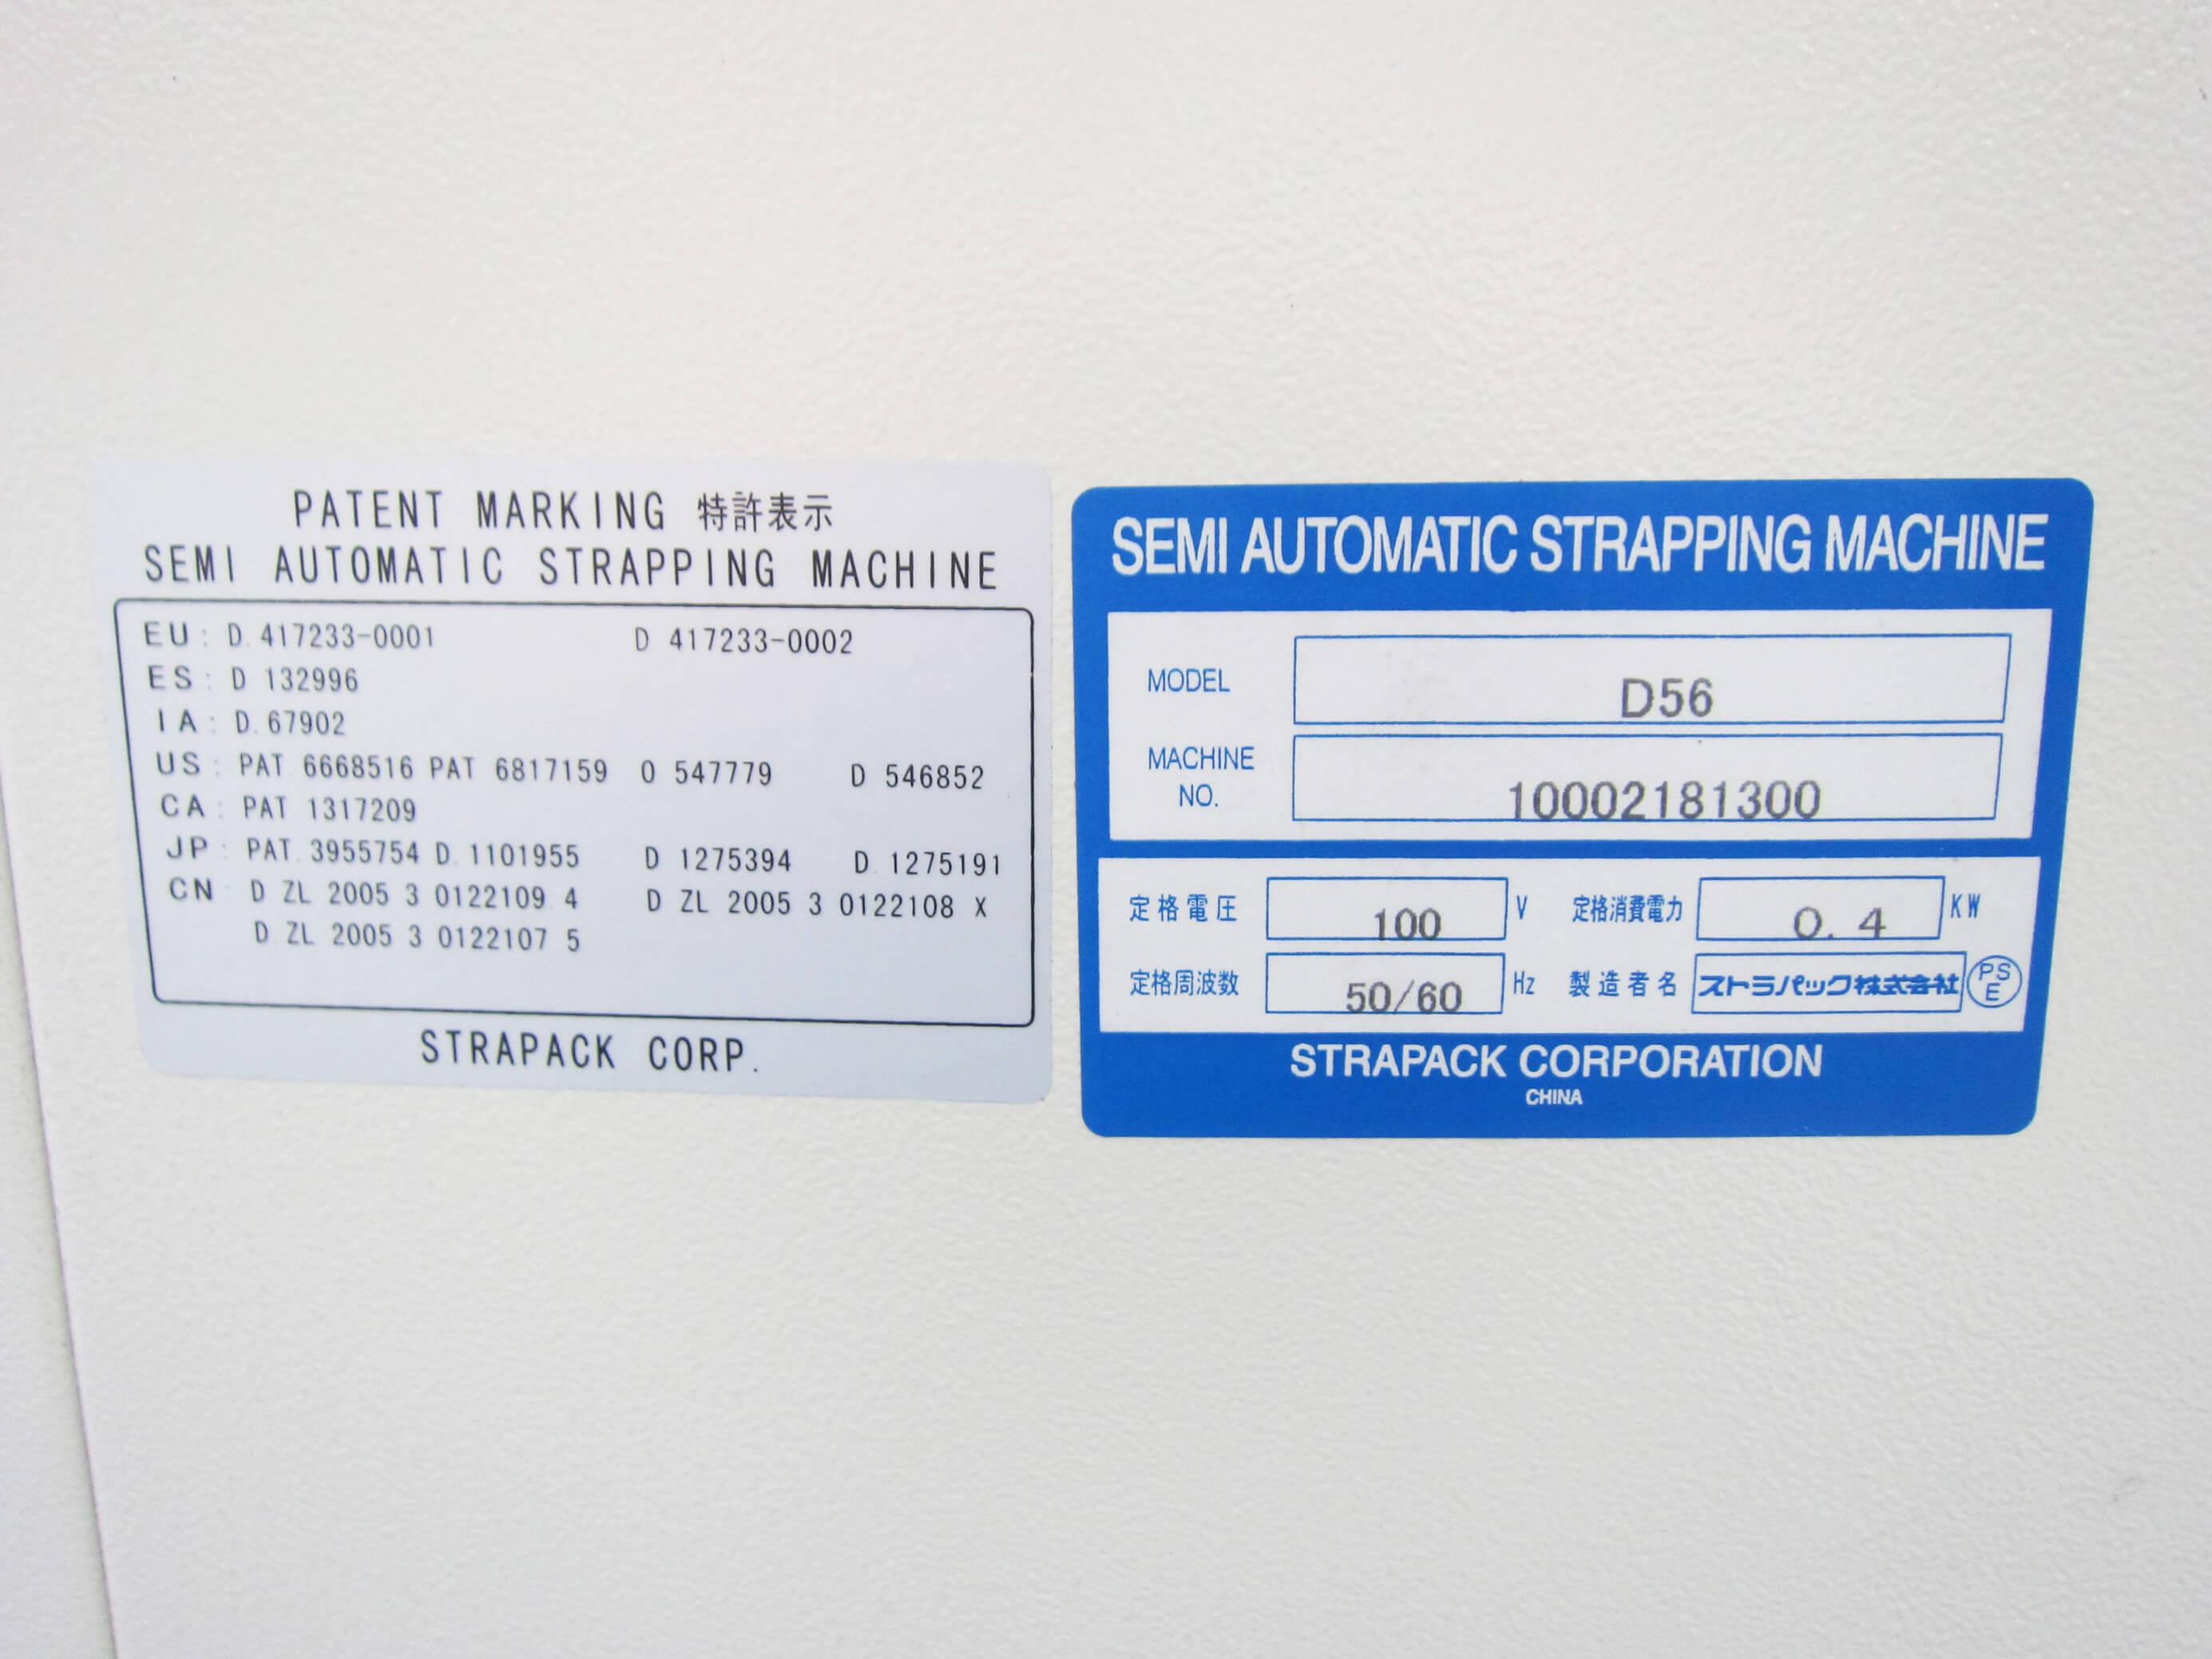 PATENT MARKING 特許表示
SEMI AUTOMATIC STRAPPING MACHINE
EU: D.417233-0001 D 417233-0002
ES: D 132996
IA: D.67902
US: PAT 6668516 PAT 6817159 O 547779 D 546852
CA: PAT 1317209
JP: PAT.3955754 D.1101955 D 1275394 D.1275191
CN D ZL 2005 3 0122109 4 D ZL 2005 3 0122108 X
D ZL 2005 3 0122107 5
STRAPACK CORP.
SEMI AUTOMATIC STRAPPING MACHINE
MODEL D56
MACHINE NO. 10002181300
定格電圧 100 V 定格消費電力 0.4 KW
定格周波数 50/60 Hz 製造者名 ストラパック株式会社 PSE
STRAPACK CORPORATION
CHINA